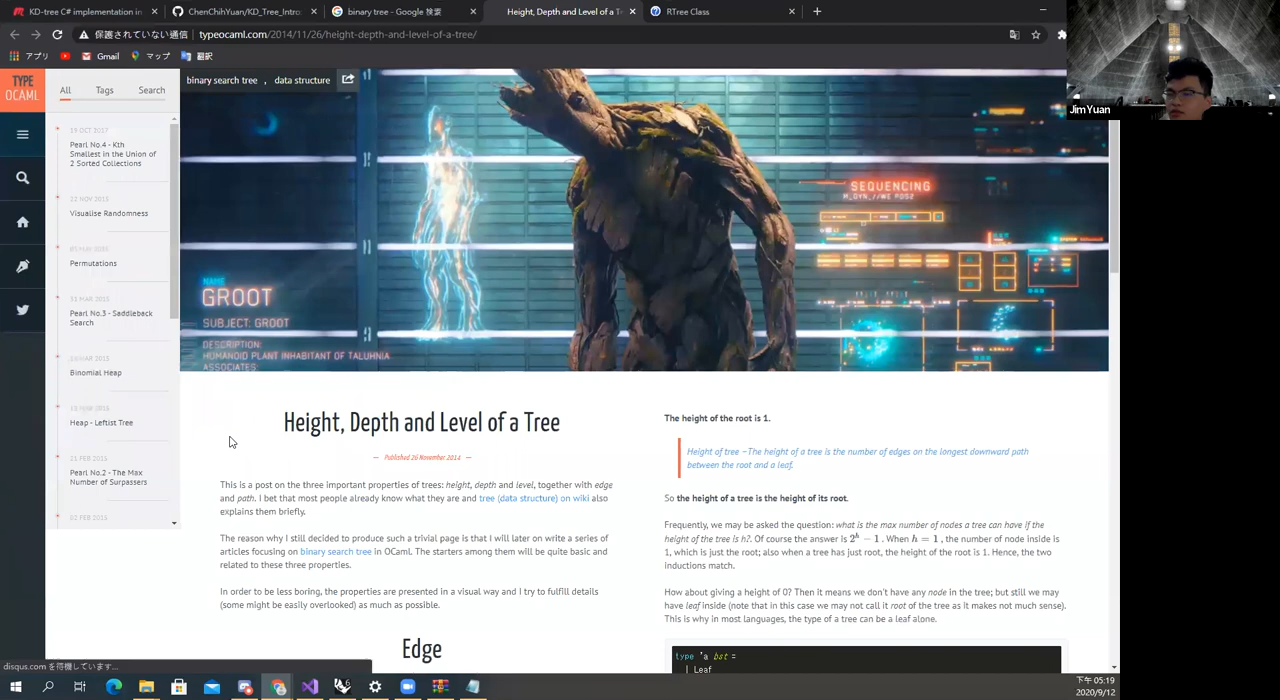 KD-tree C# implementation in
ChenChihYuan/KD_Tree_Intro:
binary tree - Google 検索
Height, Depth and Level of a T
RTree Class
保護されていない通信 | typeocaml.com/2014/11/26/height-depth-and-level-of-a-tree/
アプリ
Gmail
マップ
翻訳
TYPE
OCAML
All Tags Search
19 OCT 2017
Pearl No.4 - Kth
Smallest in the Union of
2 Sorted Collections
Visualise Randomness
Permutations
31 MAR 2015
Pearl No.3 - Saddleback
Search
Binomial Heap
Heap - Leftist Tree
21 FEB 2015
Pearl No.2 - The Max
Number of Surpassers
02 FEB 2015
binary search tree , data structure
NAME
GROOT
SUBJECT: GROOT
DESCRIPTION:
HUMANOID PLANT INHABITANT OF TALUHNIA
ASSOCIATES:
SEQUENCING
Height, Depth and Level of a Tree
— Published 26 November 2014 —
This is a post on the three important properties of trees: height, depth and level, together with edge
and path. I bet that most people already know what they are and tree (data structure) on wiki also
explains them briefly.
The reason why I still decided to produce such a trivial page is that I will later on write a series of
articles focusing on binary search tree in OCaml. The starters among them will be quite basic and
related to these three properties.
In order to be less boring, the properties are presented in a visual way and I try to fulfill details
(some might be easily overlooked) as much as possible.
Edge
The height of the root is 1.
Height of tree –The height of a tree is the number of edges on the longest downward path
between the root and a leaf.
So the height of a tree is the height of its root.
Frequently, we may be asked the question: what is the max number of nodes a tree can have if the
height of the tree is h?. Of course the answer is 2^h − 1. When h = 1, the number of node inside is
1, which is just the root; also when a tree has just root, the height of the root is 1. Hence, the two
inductions match.
How about giving a height of 0? Then it means we don't have any node in the tree; but still we may
have leaf inside (note that in this case we may not call it root of the tree as it makes not much sense).
This is why in most languages, the type of a tree can be a leaf alone.
type 'a bst =
| Leaf
JimYuan
disqus.com を待機しています...
下午 05:19
2020/9/12